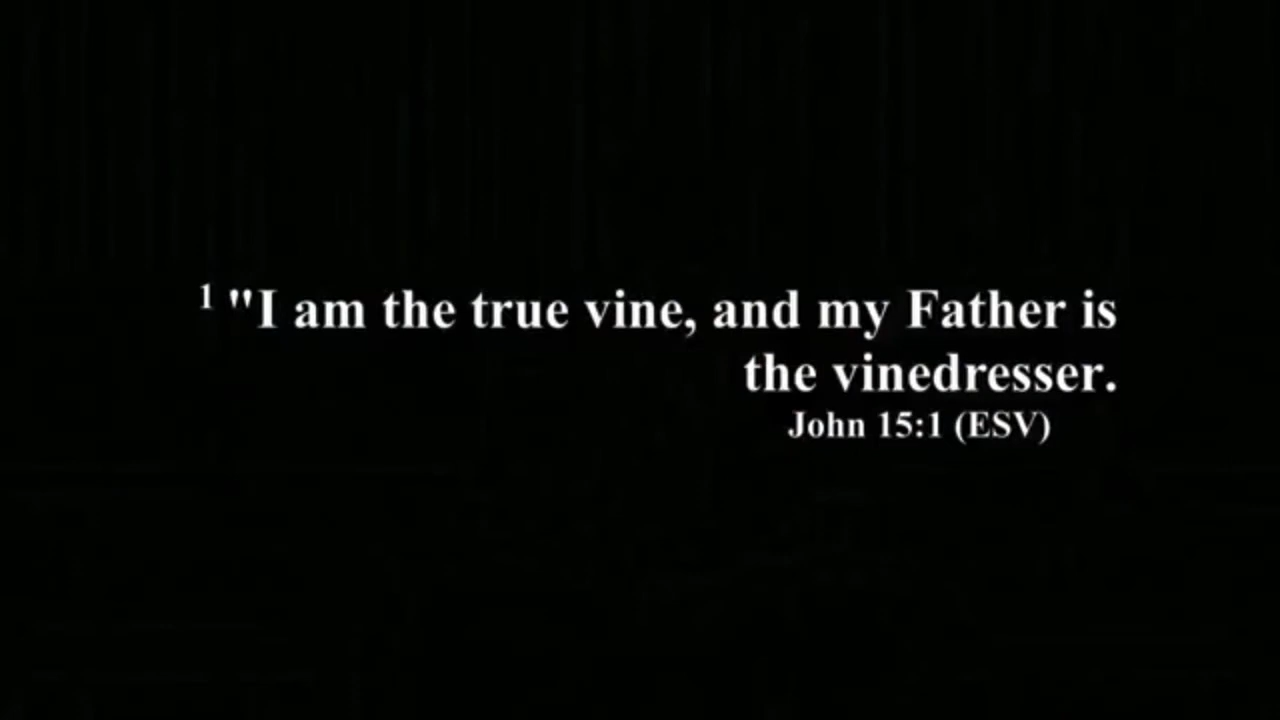 1 "I am the true vine, and my Father is
the vinedresser.
John 15:1 (ESV)